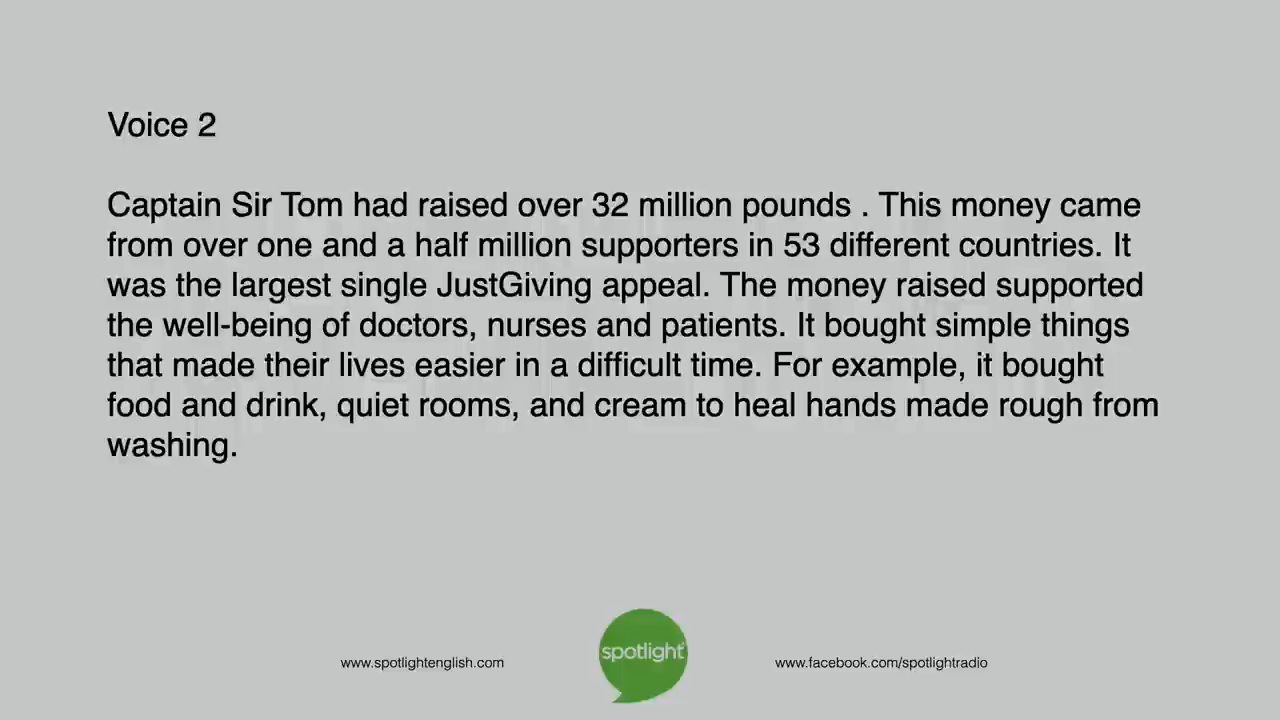 Voice 2
Captain Sir Tom had raised over 32 million pounds . This money came
from over one and a half million supporters in 53 different countries. It
was the largest single JustGiving appeal. The money raised supported
the well-being of doctors, nurses and patients. It bought simple things
that made their lives easier in a difficult time. For example, it bought
food and drink, quiet rooms, and cream to heal hands made rough from
washing.
www.spotlightenglish.com
spotlight
www.facebook.com/spotlightradio